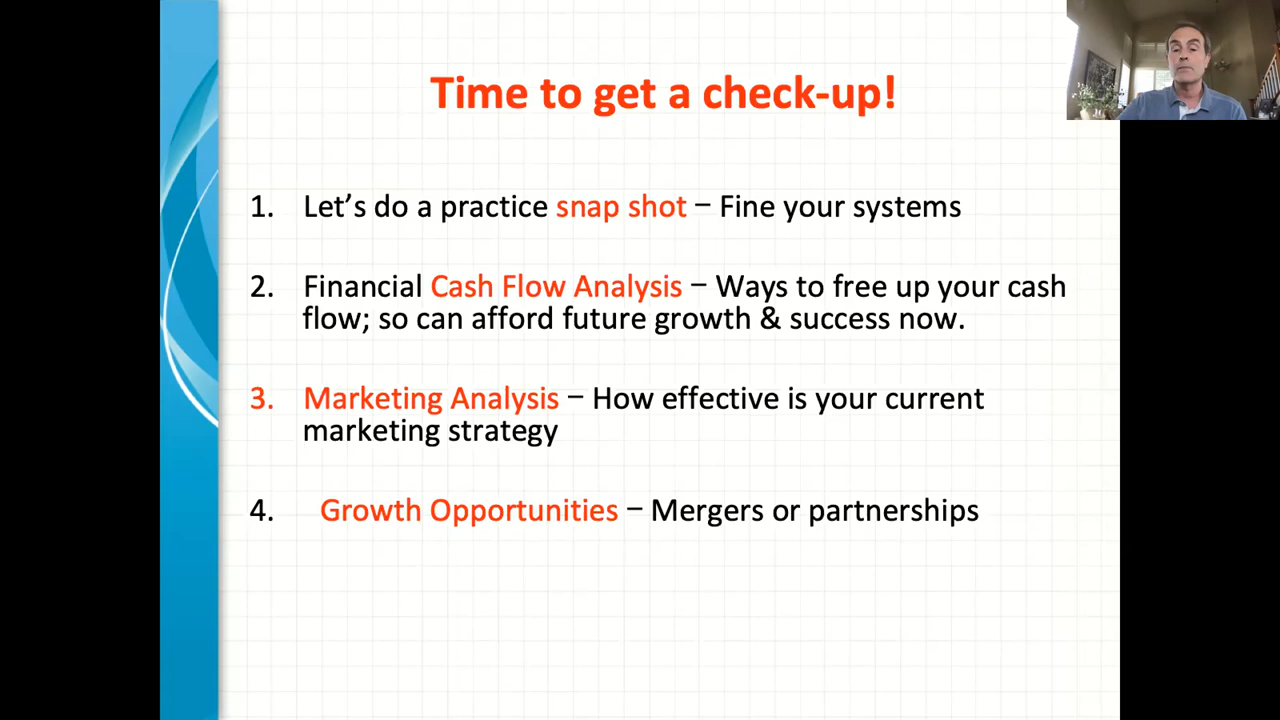 Time to get a check-up!
1. Let's do a practice snap shot – Fine your systems
2. Financial Cash Flow Analysis – Ways to free up your cash
flow; so can afford future growth & success now.
3. Marketing Analysis – How effective is your current
marketing strategy
4. Growth Opportunities – Mergers or partnerships